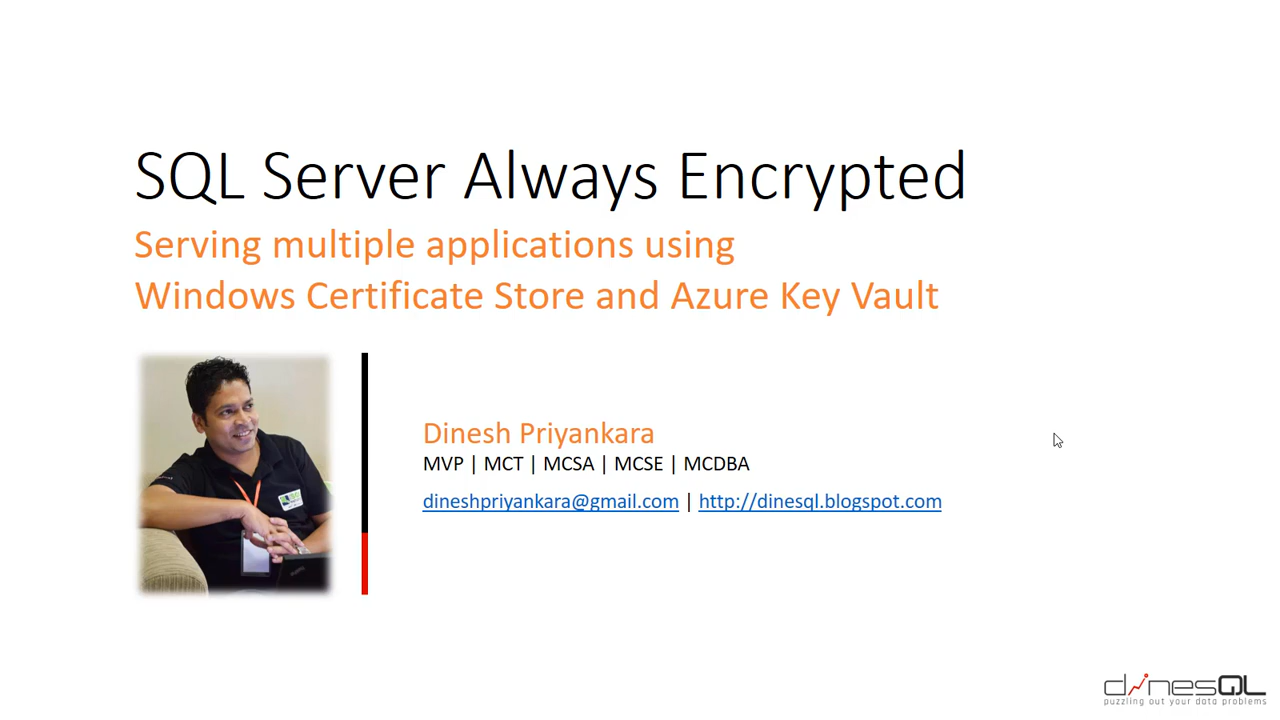 SQL Server Always Encrypted
Serving multiple applications using
Windows Certificate Store and Azure Key Vault
Dinesh Priyankara
MVP | MCT | MCSA | MCSE | MCDBA
dineshpriyankara@gmail.com | http://dinesql.blogspot.com
dinesQL
puzzling out your data problems